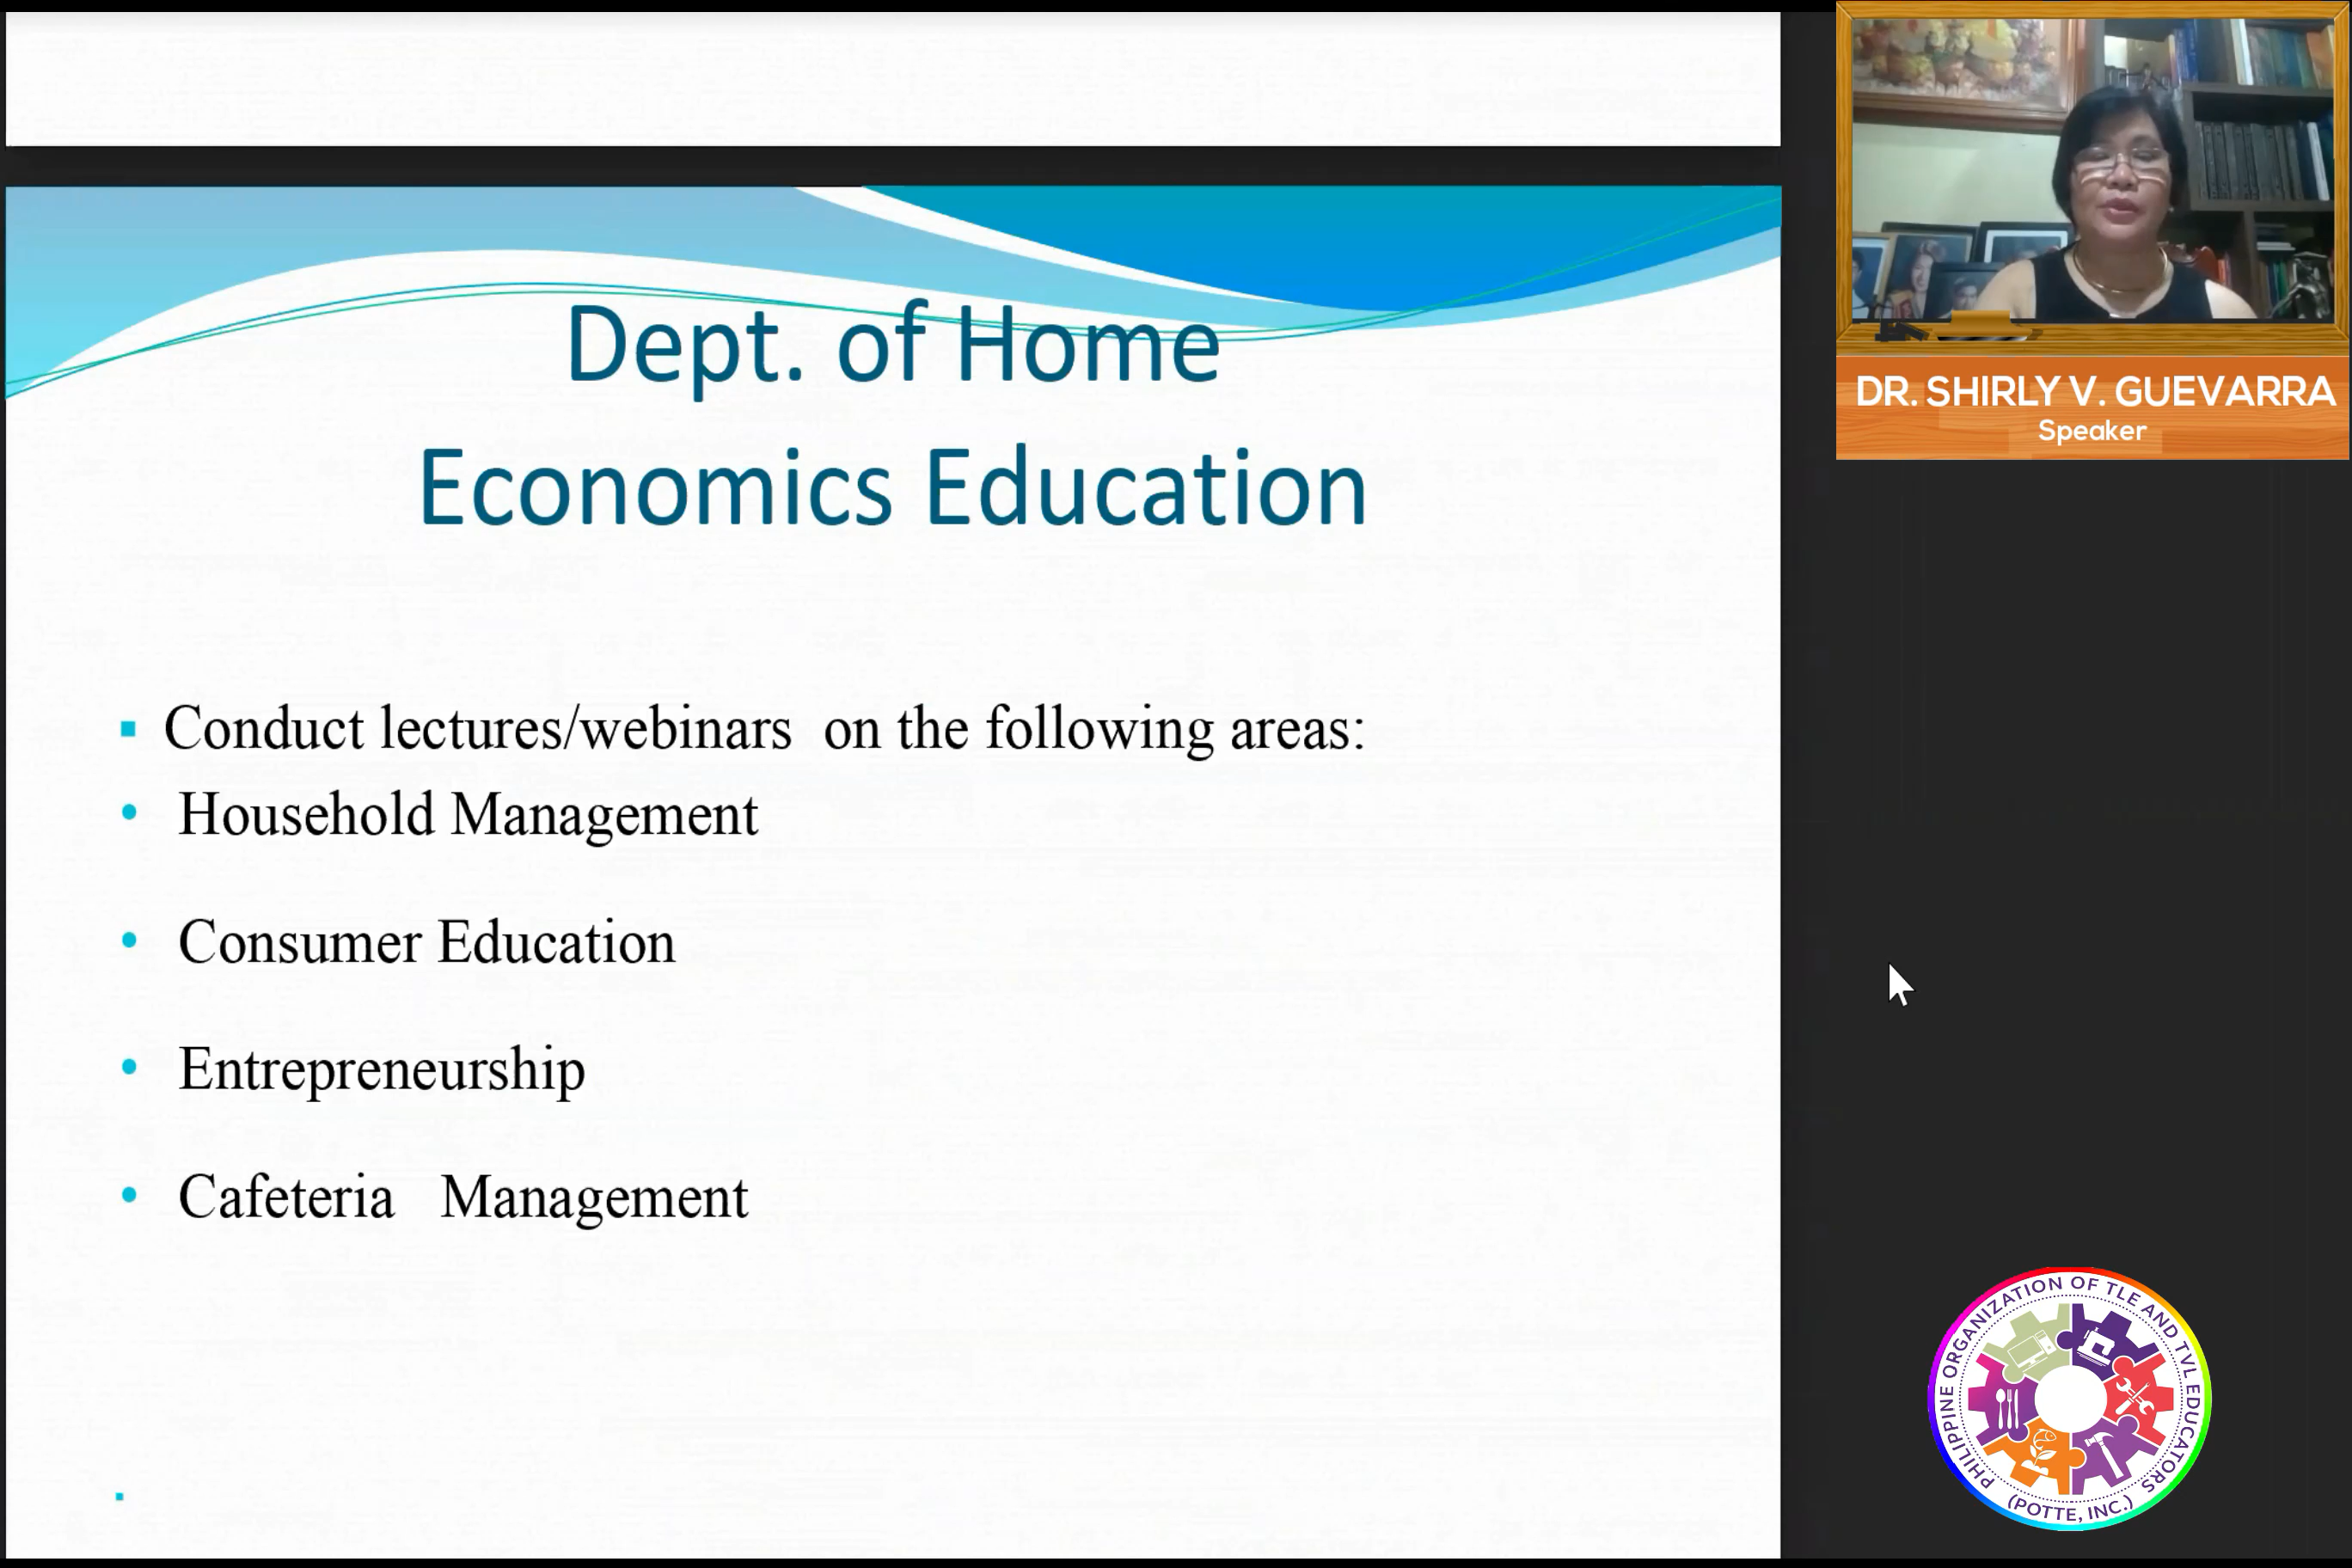 Dept. of Home
Economics Education
Conduct lectures/webinars on the following areas:
Household Management
Consumer Education
Entrepreneurship
Cafeteria Management
DR. SHIRLY V. GUEVARRA
Speaker
PHILIPPINE ORGANIZATION OF TLE AND TVL EDUCATORS
(POTTE, INC.)